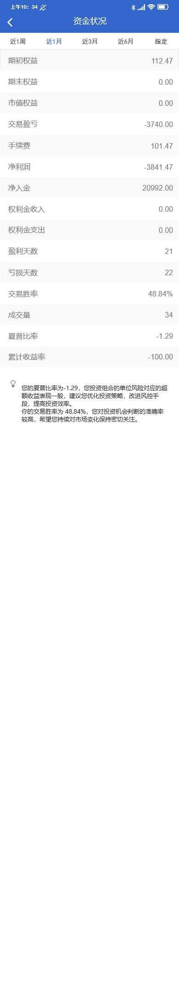 上午10：34
资金状况
近1周 近1月 近3月 近6月 指定
期初权益 112.47
期末权益 0.00
市值权益 0.00
交易盈亏 -3740.00
手续费 101.47
净利润 -3841.47
净入金 20992.00
权利金收入 0.00
权利金支出 0.00
盈利天数 21
亏损天数 22
交易胜率 48.84%
成交量 34
夏普比率 -1.29
累计收益率 -100.00
您的夏普比率为-1.29，您投资组合的单位风险对应的超
额收益表现一般，建议您优化投资策略，改进风控手
段，提高投资效率。
你的交易胜率为 48.84%，您对投资机会判断的准确率
较高，希望您持续对市场变化保持密切关注。